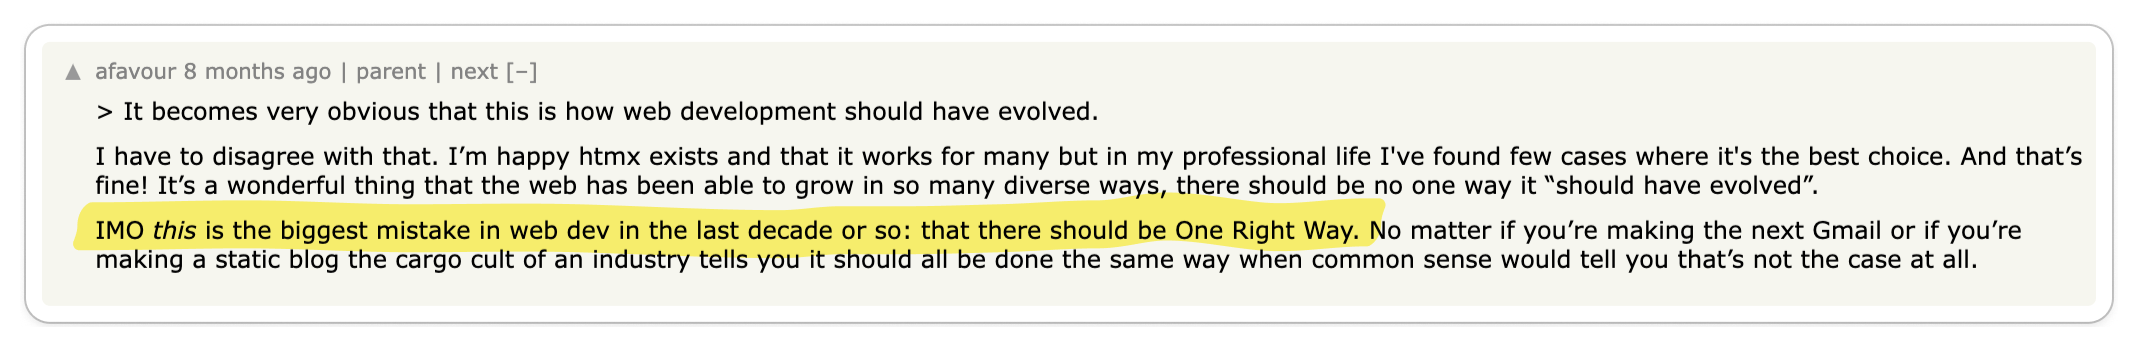 ▲ afavour 8 months ago | parent | next [–]
> It becomes very obvious that this is how web development should have evolved.
I have to disagree with that. I’m happy htmx exists and that it works for many but in my professional life I've found few cases where it's the best choice. And that’s
fine! It’s a wonderful thing that the web has been able to grow in so many diverse ways, there should be no one way it “should have evolved”.
IMO this is the biggest mistake in web dev in the last decade or so: that there should be One Right Way. No matter if you’re making the next Gmail or if you’re
making a static blog the cargo cult of an industry tells you it should all be done the same way when common sense would tell you that’s not the case at all.